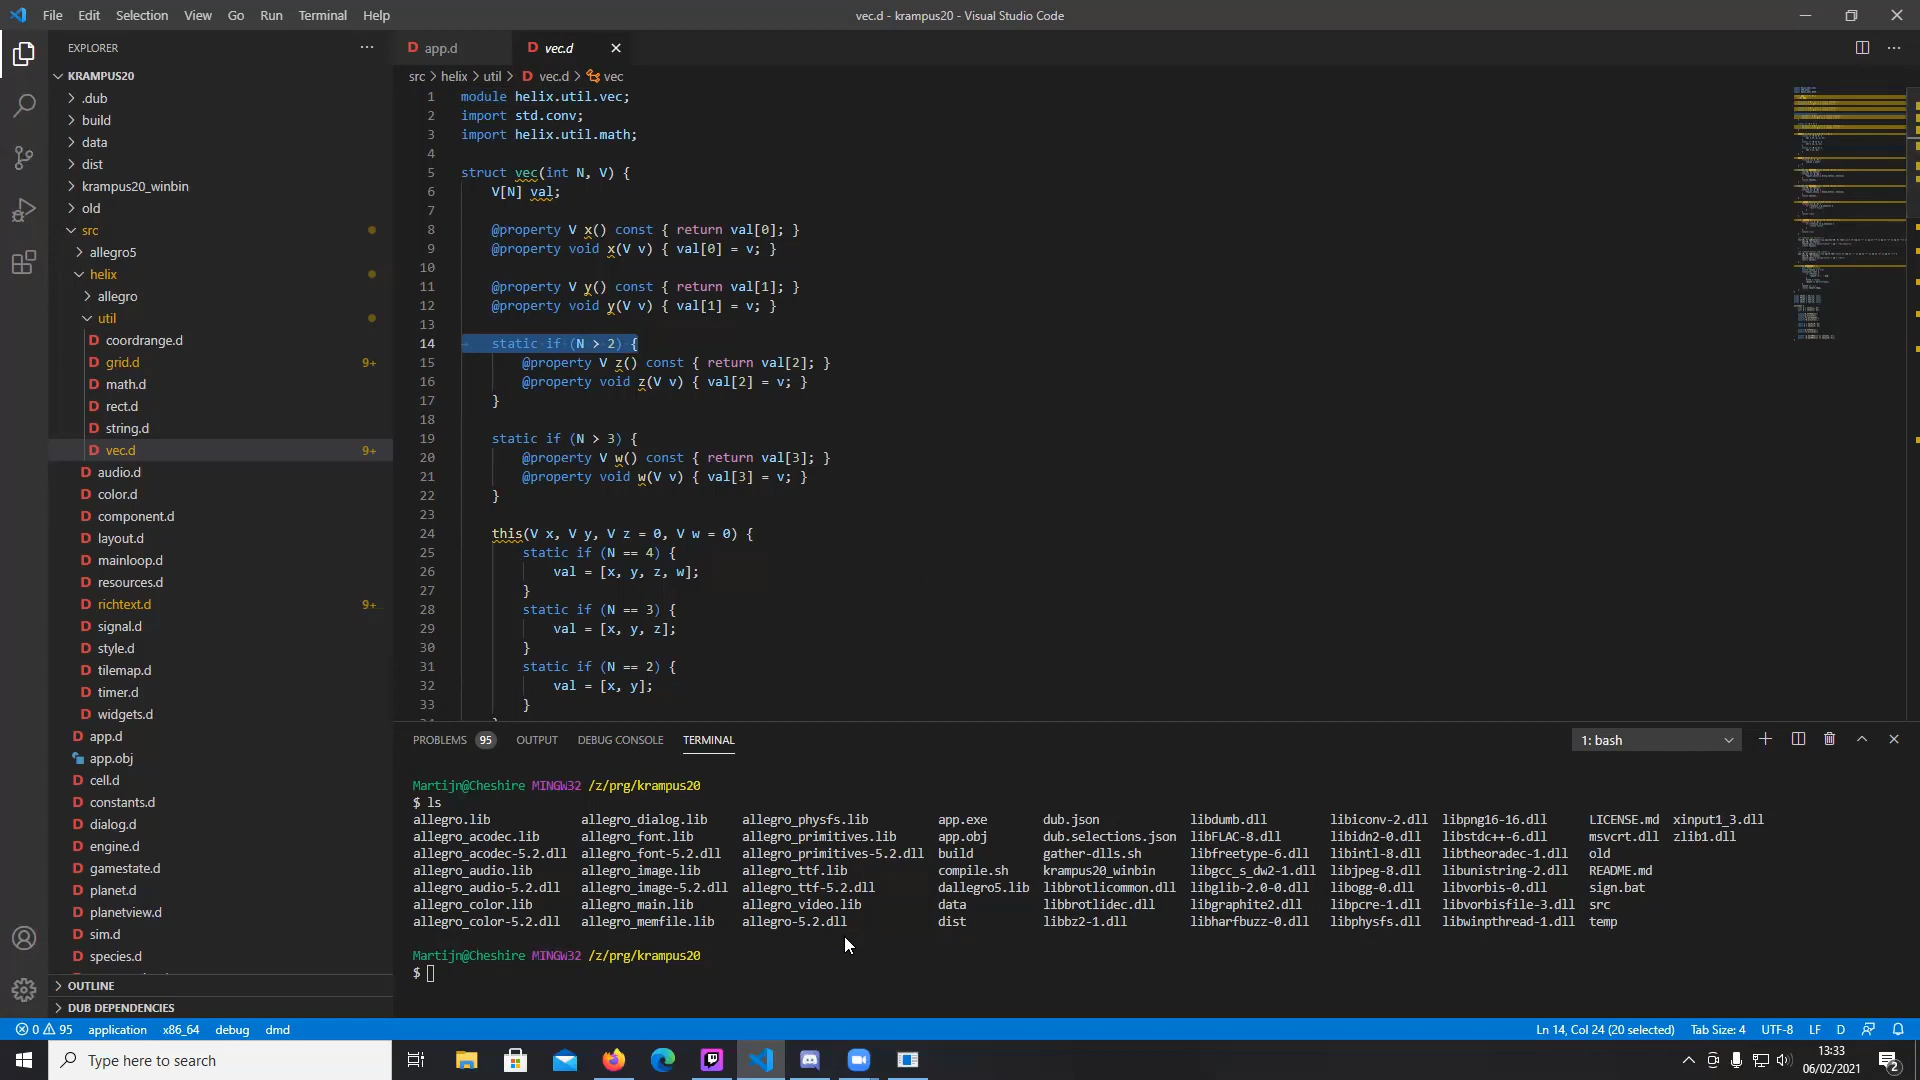 File Edit Selection View Go Run Terminal Help
vec.d - krampus20 - Visual Studio Code
EXPLORER
KRAMPUS20
.dub
build
data
dist
krampus20_winbin
old
src
allegro5
helix
allegro
util
coordrange.d
grid.d 9+
math.d
rect.d
string.d
vec.d 9+
audio.d
color.d
component.d
layout.d
mainloop.d
resources.d
richtext.d 9+
signal.d
style.d
tilemap.d
timer.d
widgets.d
app.d
app.obj
cell.d
constants.d
dialog.d
engine.d
gamestate.d
planet.d
planetview.d
sim.d
species.d
OUTLINE
DUB DEPENDENCIES
D app.d D vec.d
src > helix > util > D vec.d > vec
1 module helix.util.vec;
2 import std.conv;
3 import helix.util.math;
4
5 struct vec(int N, V) {
6 V[N] val;
7
8 @property V x() const { return val[0]; }
9 @property void x(V v) { val[0] = v; }
10
11 @property V y() const { return val[1]; }
12 @property void y(V v) { val[1] = v; }
13
14 static if (N > 2) {
15 @property V z() const { return val[2]; }
16 @property void z(V v) { val[2] = v; }
17 }
18
19 static if (N > 3) {
20 @property V w() const { return val[3]; }
21 @property void w(V v) { val[3] = v; }
22 }
23
24 this(V x, V y, V z = 0, V w = 0) {
25 static if (N == 4) {
26 val = [x, y, z, w];
27 }
28 static if (N == 3) {
29 val = [x, y, z];
30 }
31 static if (N == 2) {
32 val = [x, y];
33 }
PROBLEMS 95 OUTPUT DEBUG CONSOLE TERMINAL
1: bash
Martijn@Cheshire MINGW32 /z/prg/krampus20
$ ls
allegro.lib allegro_dialog.lib allegro_physfs.lib app.exe dub.json libdumb.dll libiconv-2.dll libpng16-16.dll LICENSE.md xinput1_3.dll
allegro_acodec.lib allegro_font.lib allegro_primitives.lib app.obj dub.selections.json libFLAC-8.dll libidn2-0.dll libstdc++-6.dll msvcrt.dll zlib1.dll
allegro_acodec-5.2.dll allegro_font-5.2.dll allegro_primitives-5.2.dll build gather-dlls.sh libfreetype-6.dll libintl-8.dll libtheoradec-1.dll old
allegro_audio.lib allegro_image.lib allegro_ttf.lib compile.sh krampus20_winbin libgcc_s_dw2-1.dll libjpeg-8.dll libunistring-2.dll README.md
allegro_audio-5.2.dll allegro_image-5.2.dll allegro_ttf-5.2.dll dallegro5.lib libbrotlicommon.dll libglib-2.0-0.dll libogg-0.dll libvorbis-0.dll sign.bat
allegro_color.lib allegro_main.lib allegro_video.lib data libbrotlidec.dll libgraphite2.dll libpcre-1.dll libvorbisfile-3.dll src
allegro_color-5.2.dll allegro_memfile.lib allegro-5.2.dll dist libbz2-1.dll libharfbuzz-0.dll libphysfs.dll libwinpthread-1.dll temp
Martijn@Cheshire MINGW32 /z/prg/krampus20
$
0 95 application x86_64 debug dmd
Ln 14, Col 24 (20 selected) Tab Size: 4 UTF-8 LF D
Type here to search
13:33
06/02/2021
2